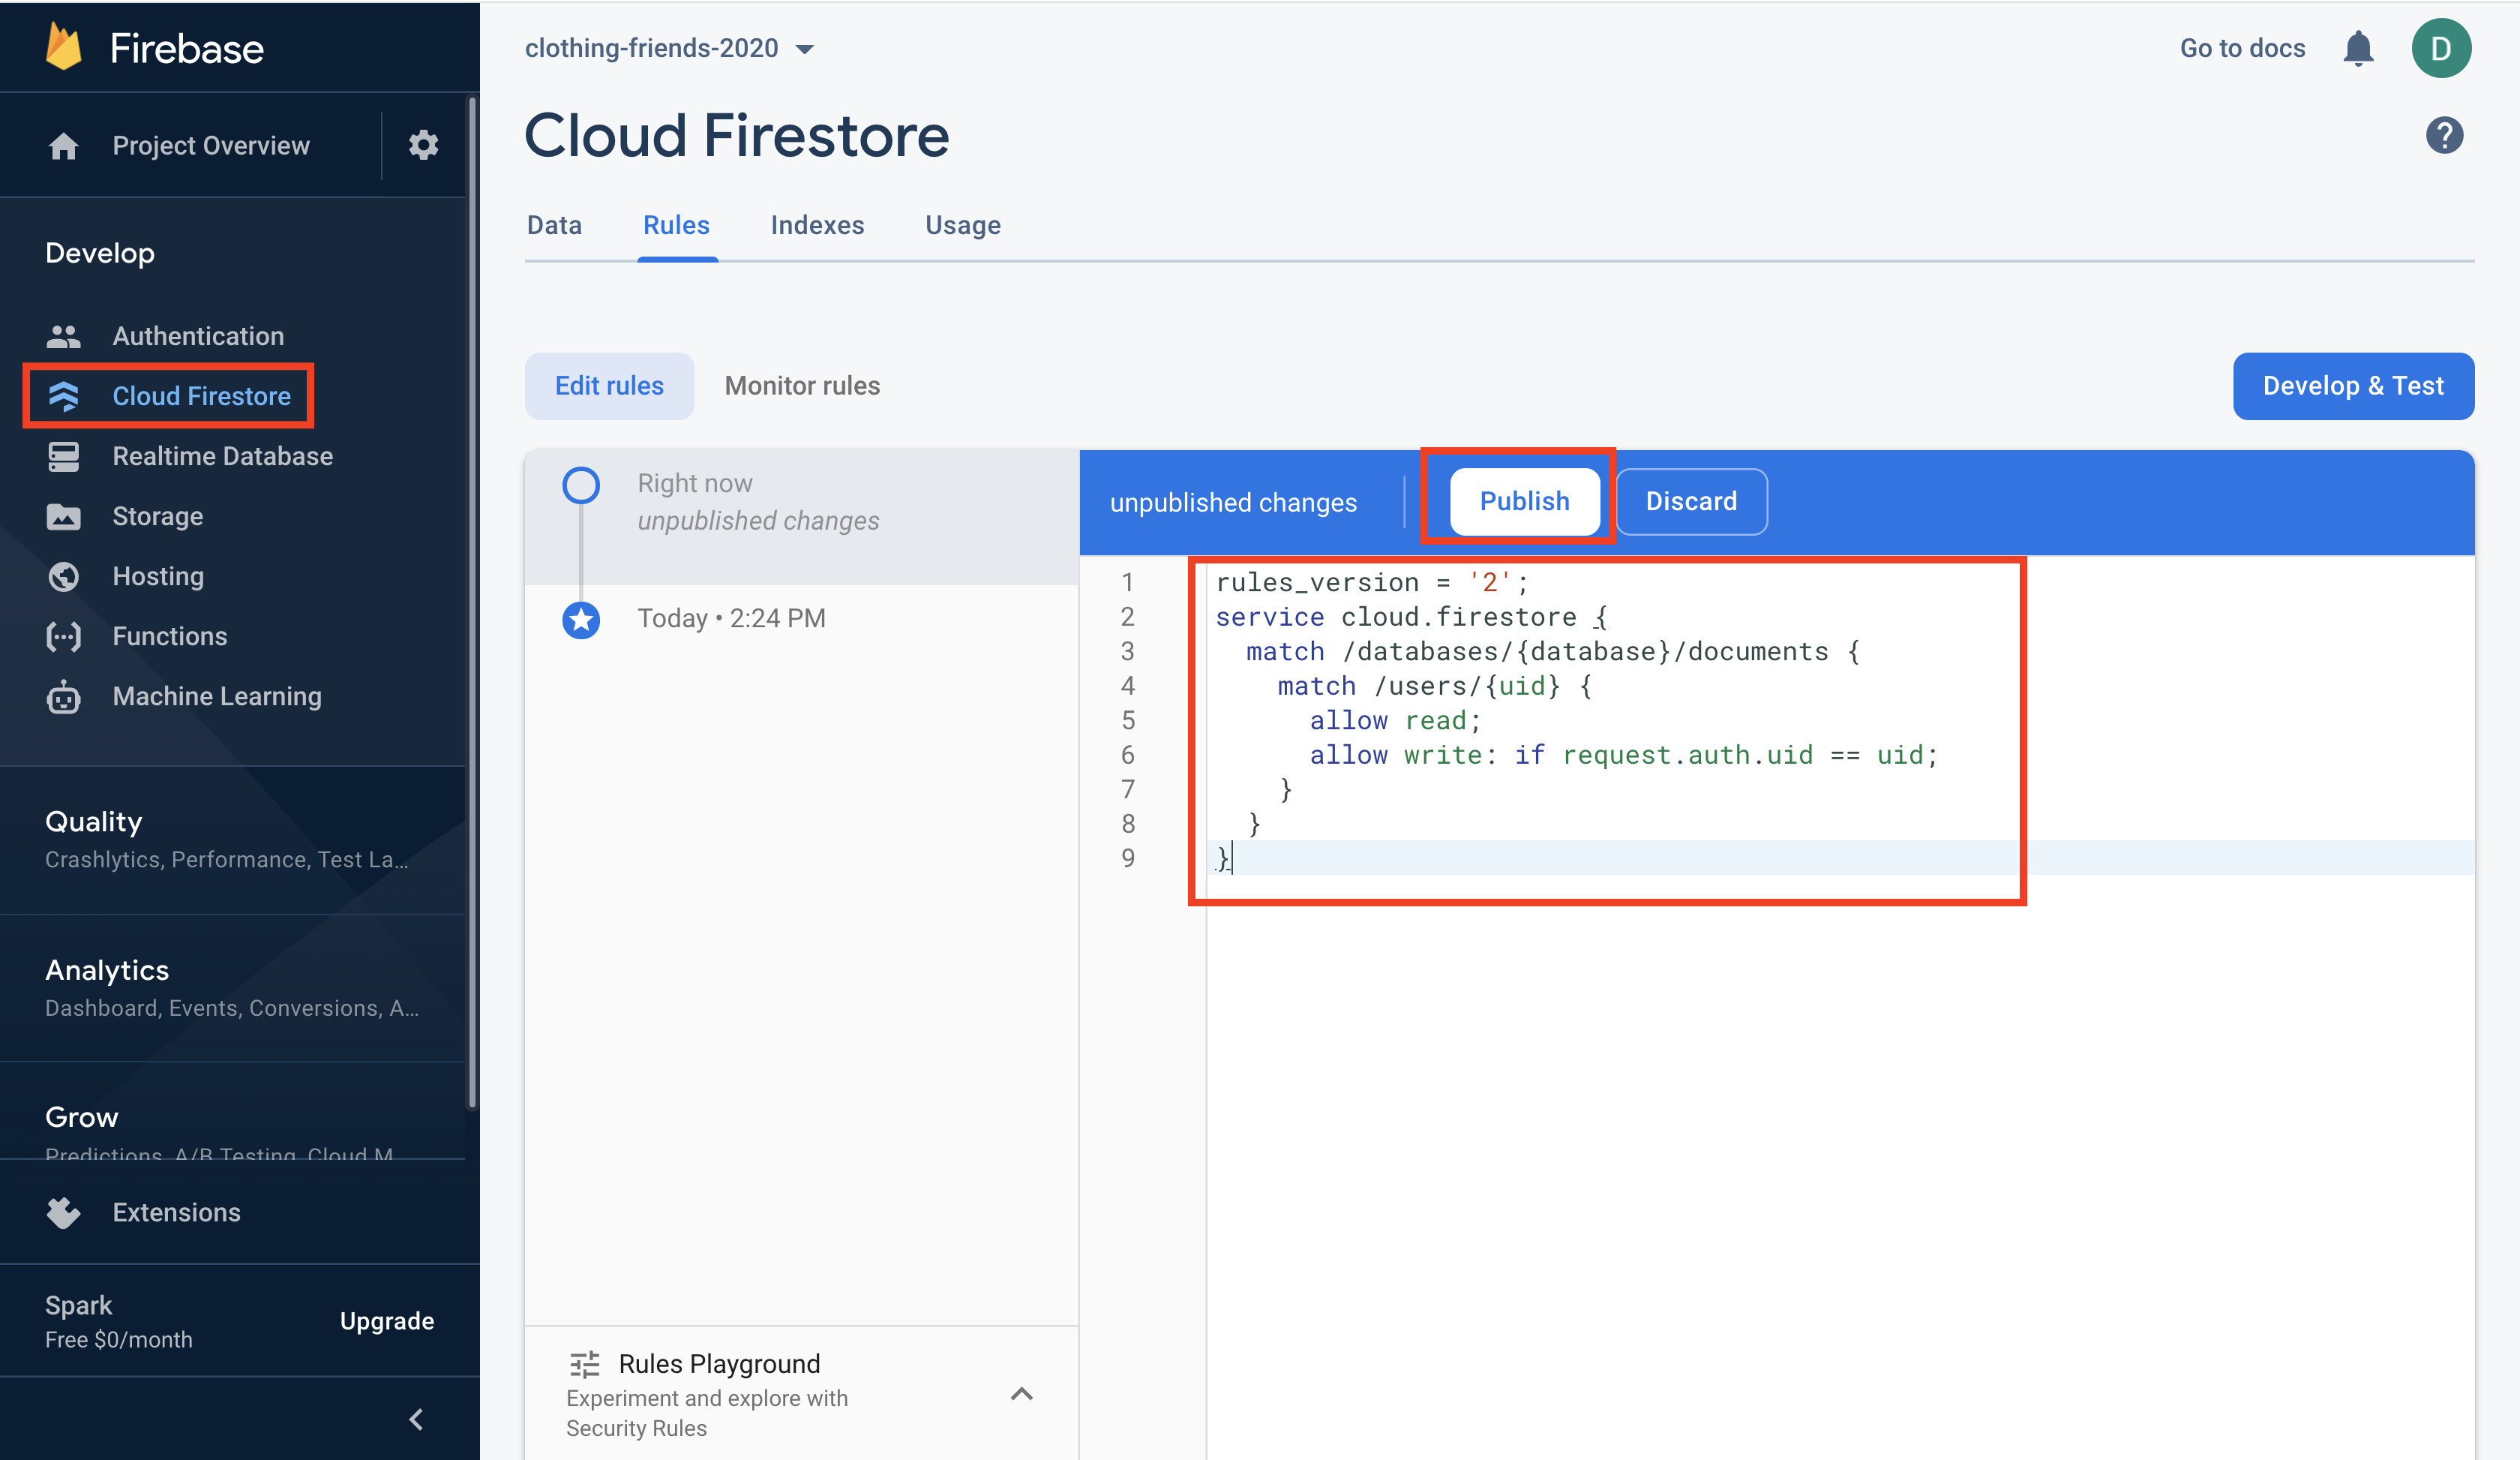 Firebase
Project Overview
Develop
Authentication
Cloud Firestore
Realtime Database
Storage
Hosting
Functions
Machine Learning
Quality
Crashlytics, Performance, Test La...
Analytics
Dashboard, Events, Conversions, A...
Grow
Predictions, A/B Testing, Cloud M
Extensions
Spark
Free $0/month
Upgrade
clothing-friends-2020
Go to docs
D
Cloud Firestore
Data Rules Indexes Usage
Edit rules Monitor rules
Develop & Test
Right now
unpublished changes
Today • 2:24 PM
Rules Playground
Experiment and explore with
Security Rules
unpublished changes Publish Discard
1 rules_version = '2';
2 service cloud.firestore {
3   match /databases/{database}/documents {
4     match /users/{uid} {
5       allow read;
6       allow write: if request.auth.uid == uid;
7     }
8   }
9 }